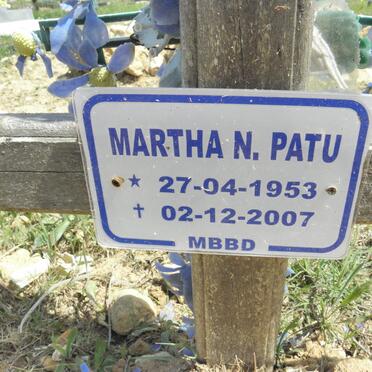 MARTHA N. PATU
★ 27-04-1953
✝ 02-12-2007
MBBD